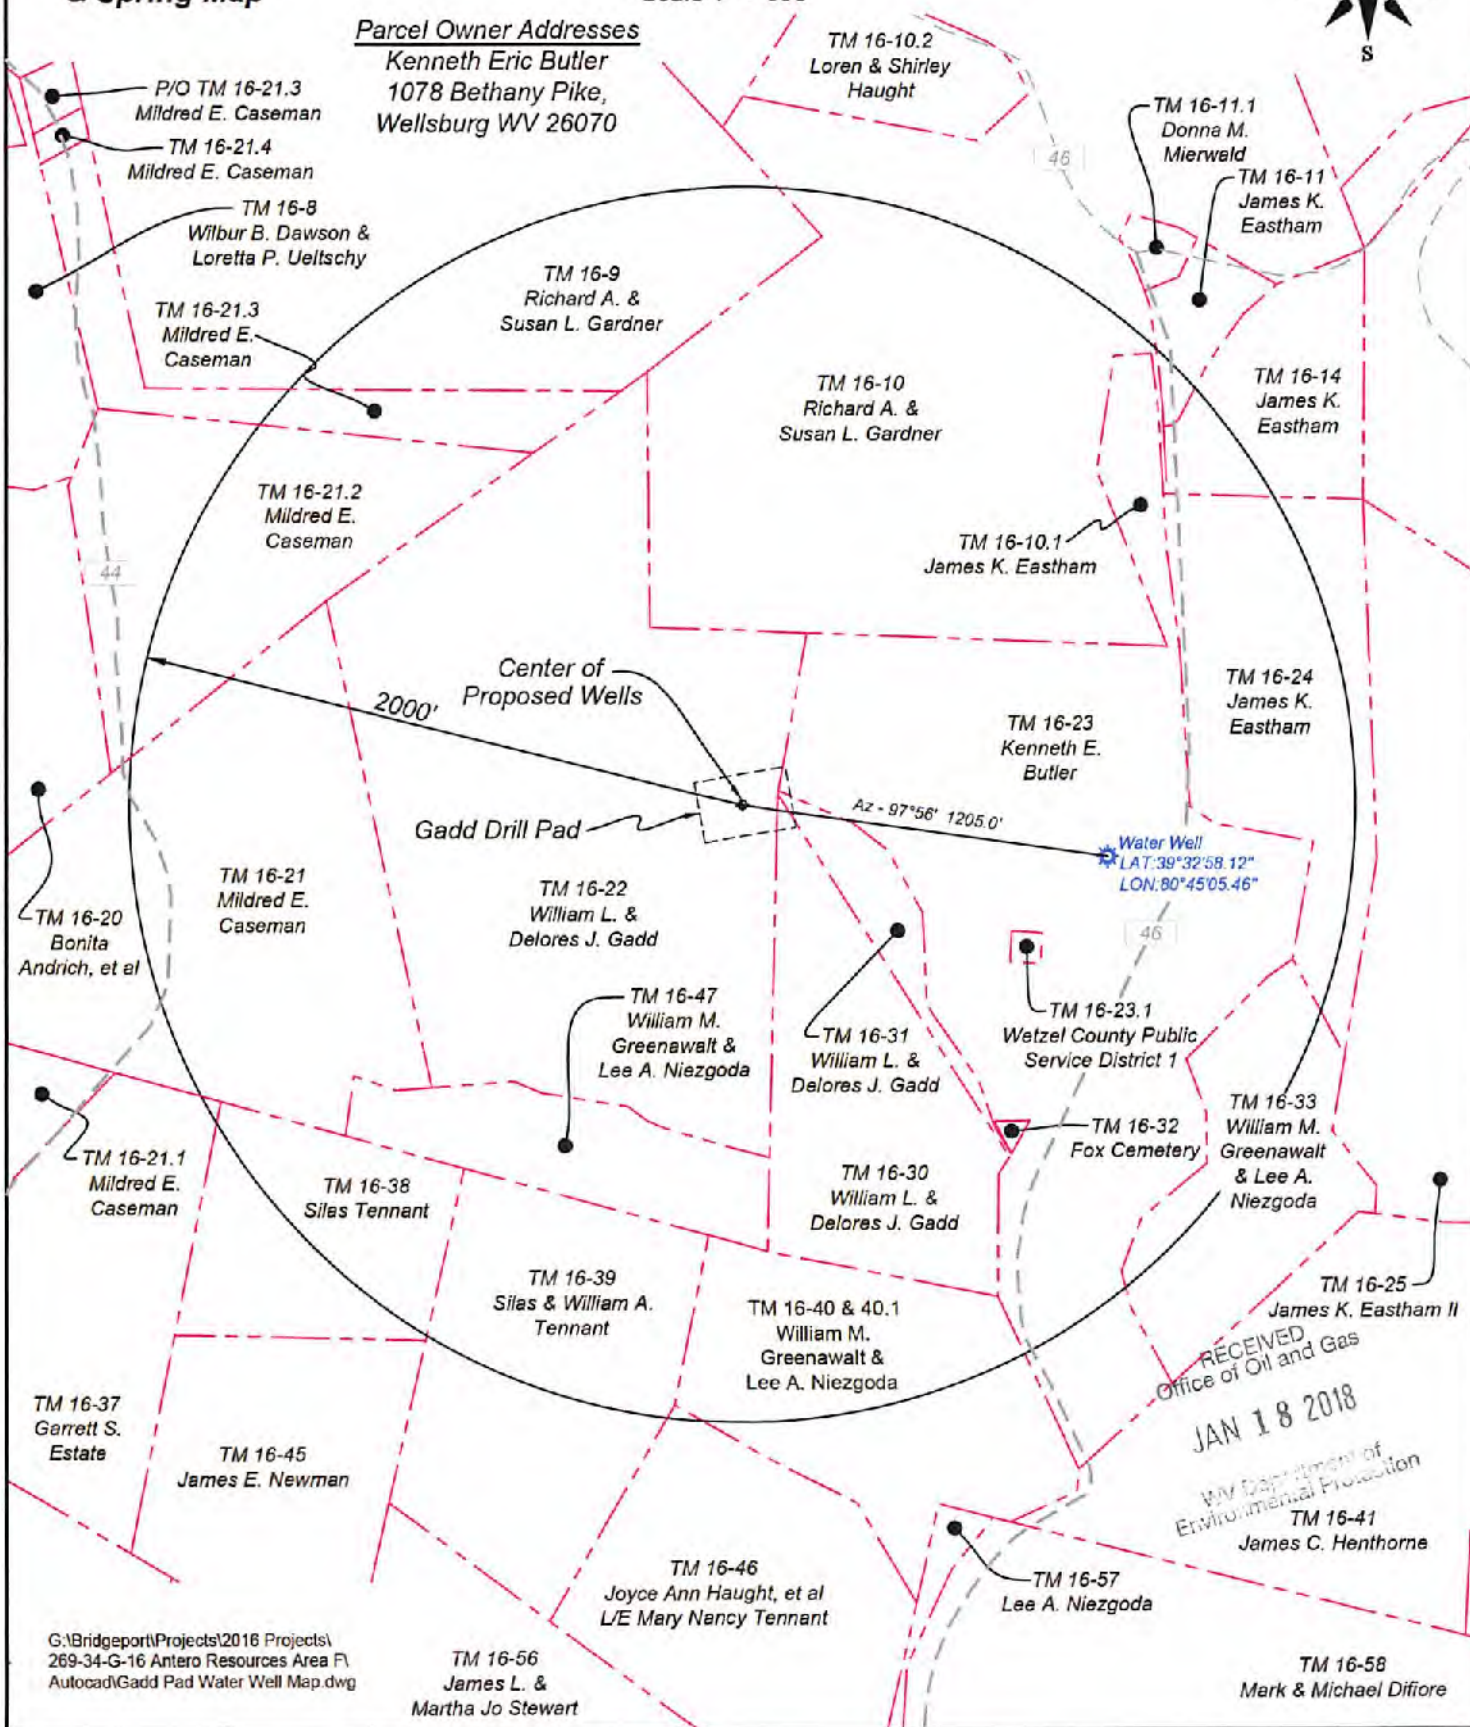 & Spring Map
Parcel Owner Addresses
Kenneth Eric Butler
1078 Bethany Pike,
Wellsburg WV 26070
S
TM 16-10.2
Loren & Shirley
Haught
P/O TM 16-21.3
Mildred E. Caseman
TM 16-21.4
Mildred E. Caseman
TM 16-11.1
Donna M.
Mierwald
46
TM 16-11
James K.
Eastham
TM 16-8
Wilbur B. Dawson &
Loretta P. Ueltschy
TM 16-9
Richard A. &
Susan L. Gardner
TM 16-21.3
Mildred E.
Caseman
TM 16-10
Richard A. &
Susan L. Gardner
TM 16-14
James K.
Eastham
TM 16-21.2
Mildred E.
Caseman
44
TM 16-10.1
James K. Eastham
Center of
Proposed Wells
2000'
TM 16-24
James K.
Eastham
TM 16-23
Kenneth E.
Butler
Gadd Drill Pad
Az - 97°56' 1205.0'
Water Well
LAT:39°32'58.12"
LON:80°45'05.46"
TM 16-21
Mildred E.
Caseman
TM 16-22
William L. &
Delores J. Gadd
TM 16-20
Bonita
Andrich, et al
46
TM 16-47
William M.
Greenawalt &
Lee A. Niezgoda
TM 16-31
William L. &
Delores J. Gadd
TM 16-23.1
Wetzel County Public
Service District 1
TM 16-32
Fox Cemetery
TM 16-33
William M.
Greenawalt
& Lee A.
Niezgoda
TM 16-21.1
Mildred E.
Caseman
TM 16-38
Silas Tennant
TM 16-30
William L. &
Delores J. Gadd
TM 16-39
Silas & William A.
Tennant
TM 16-40 & 40.1
William M.
Greenawalt &
Lee A. Niezgoda
TM 16-25
James K. Eastham II
RECEIVED
Office of Oil and Gas
JAN 18 2018
WV Department of
Environmental Protection
TM 16-37
Garrett S.
Estate
TM 16-45
James E. Newman
TM 16-41
James C. Henthorne
TM 16-46
Joyce Ann Haught, et al
L/E Mary Nancy Tennant
TM 16-57
Lee A. Niezgoda
G:\Bridgeport\Projects\2016 Projects\
269-34-G-16 Antero Resources Area F\
Autocad\Gadd Pad Water Well Map.dwg
TM 16-56
James L. &
Martha Jo Stewart
TM 16-58
Mark & Michael Difiore